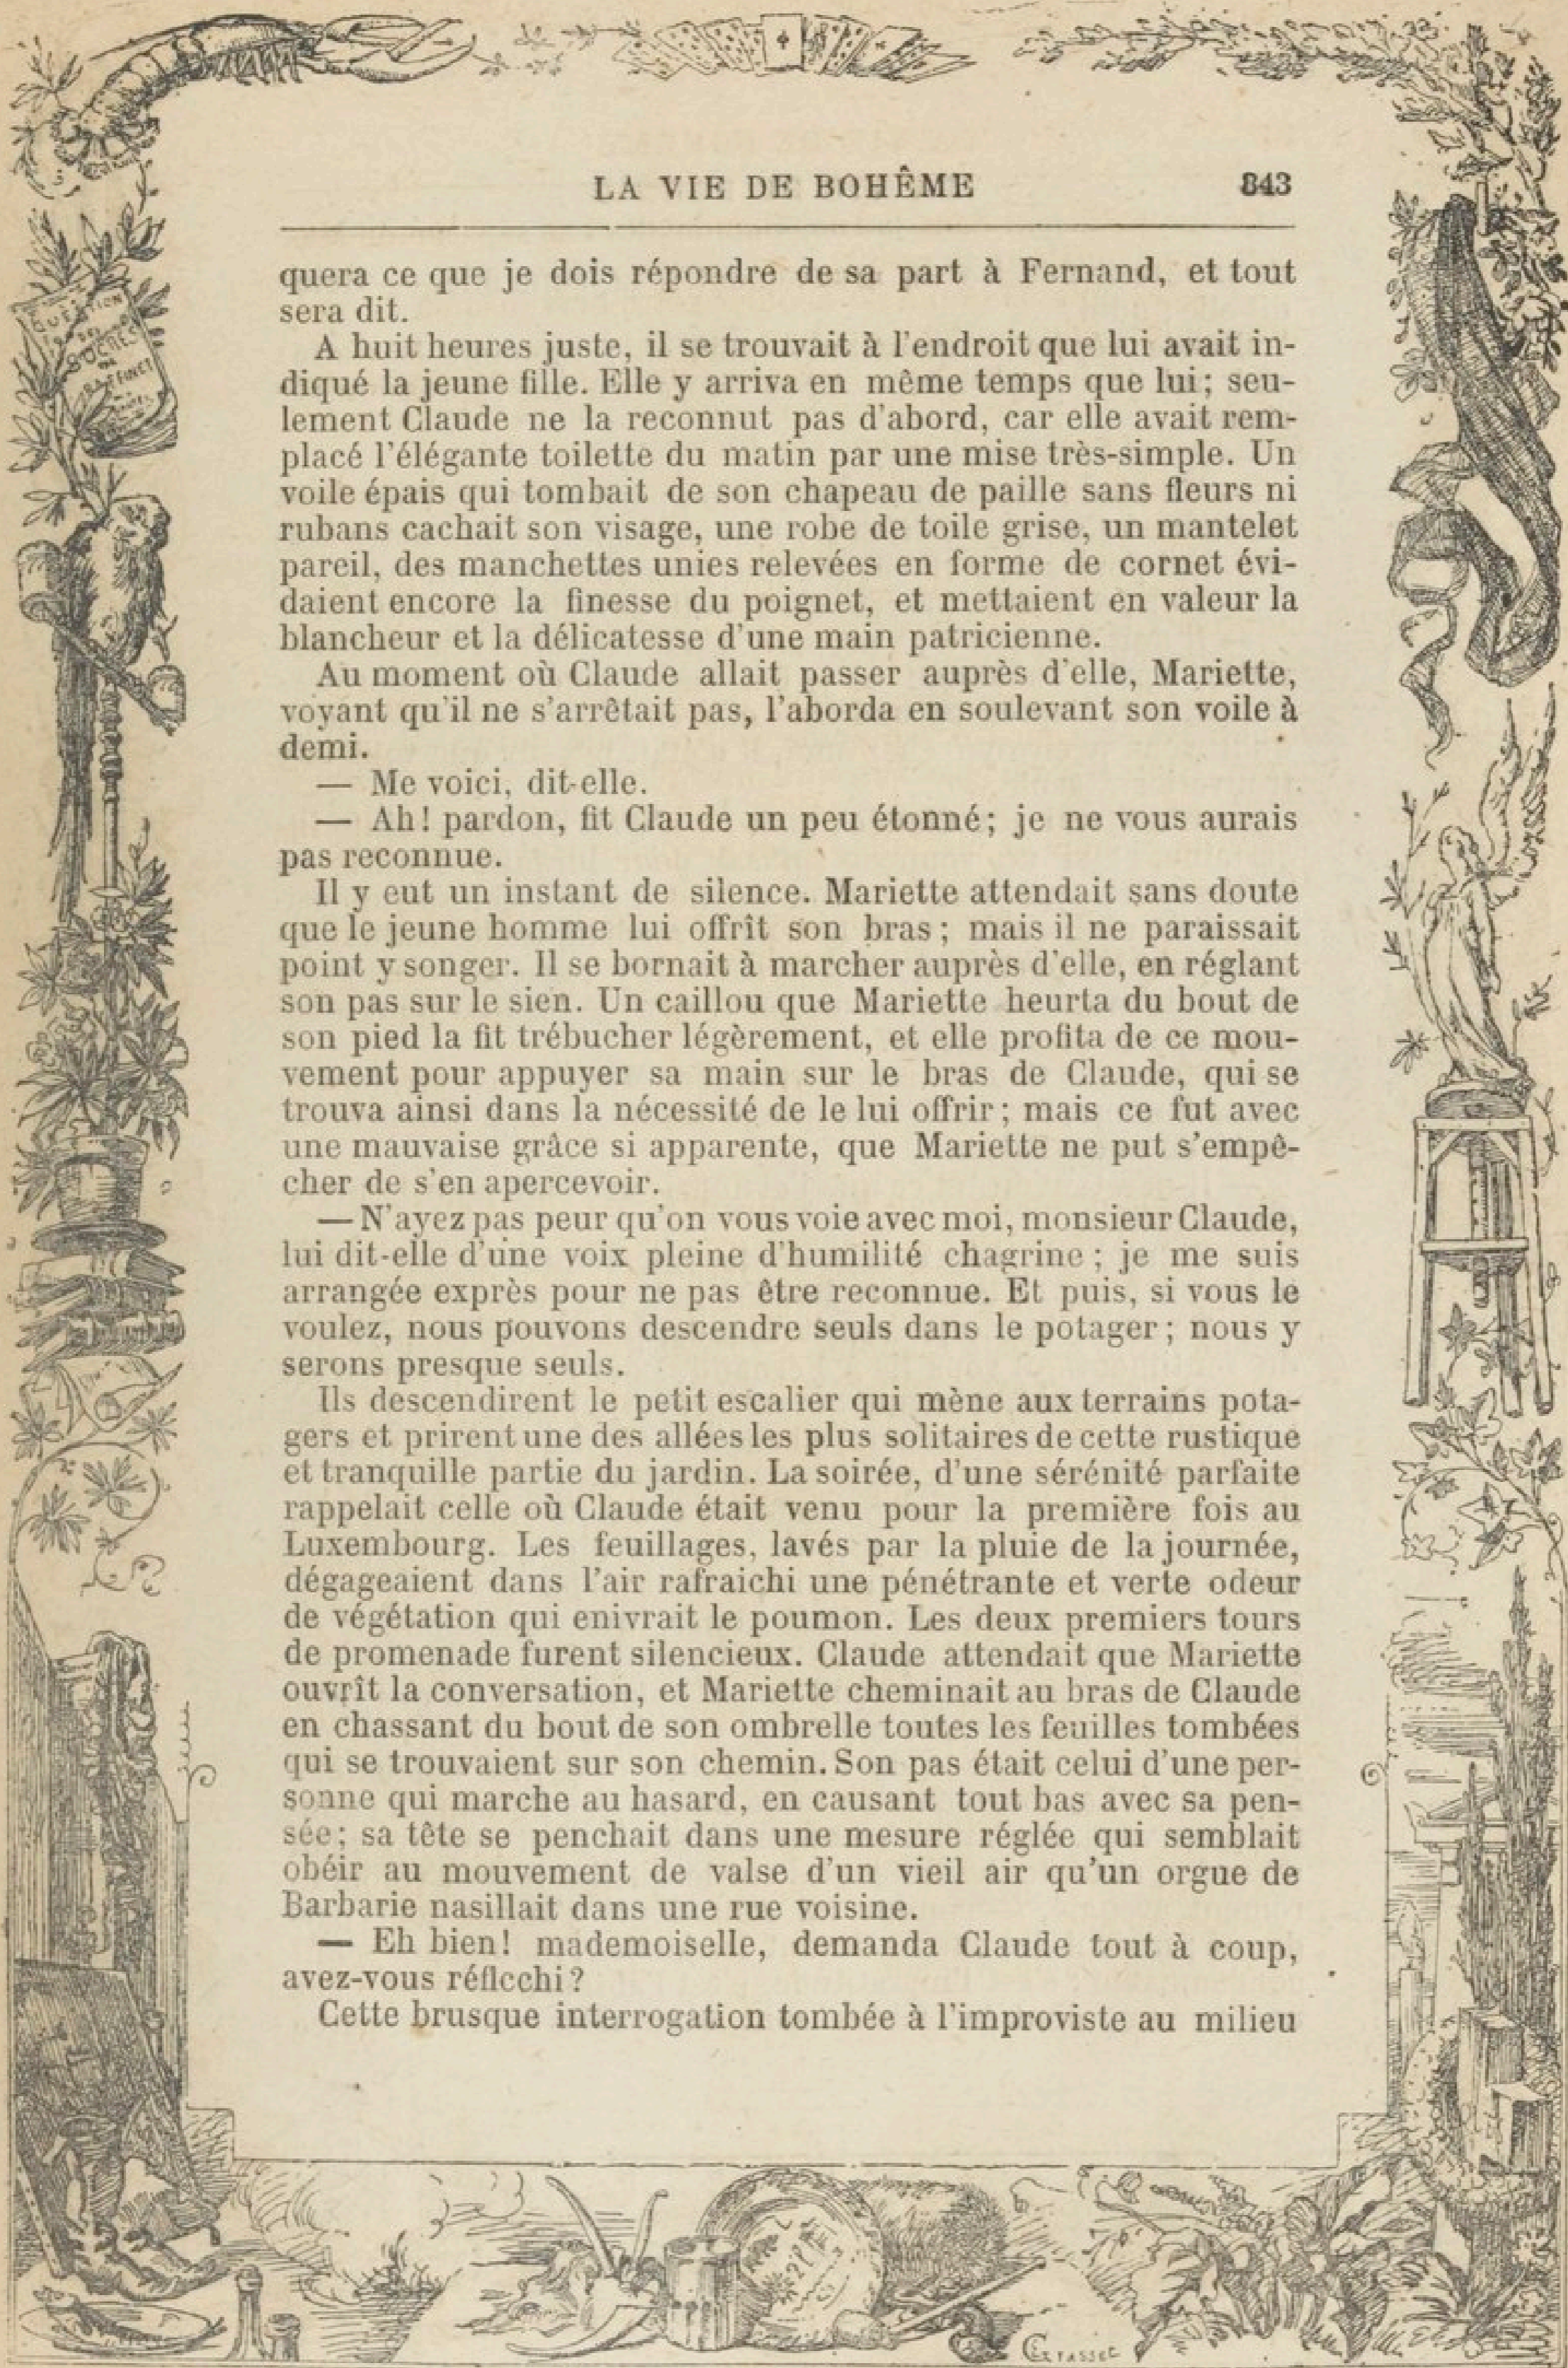 LA VIE DE BOHÊME
843
quera ce que je dois répondre de sa part à Fernand, et tout
sera dit.
A huit heures juste, il se trouvait à l'endroit que lui avait in-
diqué la jeune fille. Elle y arriva en même temps que lui; seu-
lement Claude ne la reconnut pas d'abord, car elle avait rem-
placé l'élégante toilette du matin par une mise très-simple. Un
voile épais qui tombait de son chapeau de paille sans fleurs ni
rubans cachait son visage, une robe de toile grise, un mantelet
pareil, des manchettes unies relevées en forme de cornet évi-
daient encore la finesse du poignet, et mettaient en valeur la
blancheur et la délicatesse d'une main patricienne.
Au moment où Claude allait passer auprès d'elle, Mariette,
voyant qu'il ne s'arrêtait pas, l'aborda en soulevant son voile à
demi.
— Me voici, dit-elle.
— Ah! pardon, fit Claude un peu étonné; je ne vous aurais
pas reconnue.
Il y eut un instant de silence. Mariette attendait sans doute
que le jeune homme lui offrît son bras; mais il ne paraissait
point y songer. Il se bornait à marcher auprès d'elle, en réglant
son pas sur le sien. Un caillou que Mariette heurta du bout de
son pied la fit trébucher légèrement, et elle profita de ce mou-
vement pour appuyer sa main sur le bras de Claude, qui se
trouva ainsi dans la nécessité de le lui offrir; mais ce fut avec
une mauvaise grâce si apparente, que Mariette ne put s'empê-
cher de s'en apercevoir.
— N'ayez pas peur qu'on vous voie avec moi, monsieur Claude,
lui dit-elle d'une voix pleine d'humilité chagrine; je me suis
arrangée exprès pour ne pas être reconnue. Et puis, si vous le
voulez, nous pouvons descendre seuls dans le potager; nous y
serons presque seuls.
Ils descendirent le petit escalier qui mène aux terrains pota-
gers et prirent une des allées les plus solitaires de cette rustique
et tranquille partie du jardin. La soirée, d'une sérénité parfaite
rappelait celle où Claude était venu pour la première fois au
Luxembourg. Les feuillages, lavés par la pluie de la journée,
dégageaient dans l'air rafraichi une pénétrante et verte odeur
de végétation qui enivrait le poumon. Les deux premiers tours
de promenade furent silencieux. Claude attendait que Mariette
ouvrît la conversation, et Mariette cheminait au bras de Claude
en chassant du bout de son ombrelle toutes les feuilles tombées
qui se trouvaient sur son chemin. Son pas était celui d'une per-
sonne qui marche au hasard, en causant tout bas avec sa pen-
sée; sa tête se penchait dans une mesure réglée qui semblait
obéir au mouvement de valse d'un vieil air qu'un orgue de
Barbarie nasillait dans une rue voisine.
— Eh bien! mademoiselle, demanda Claude tout à coup,
avez-vous réfléchi?
Cette brusque interrogation tombée à l'improviste au milieu